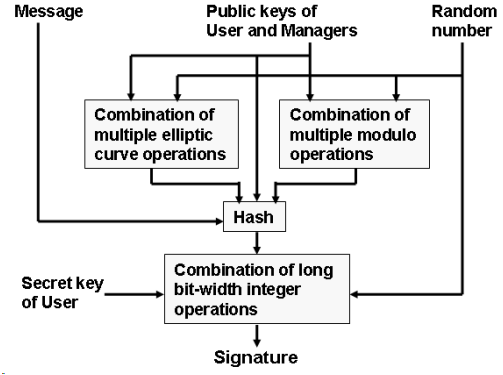 Message
Public keys of
User and Managers
Random
number
Combination of
multiple elliptic
curve operations
Combination of
multiple modulo
operations
Hash
Secret key
of User
Combination of long
bit-width integer
operations
Signature